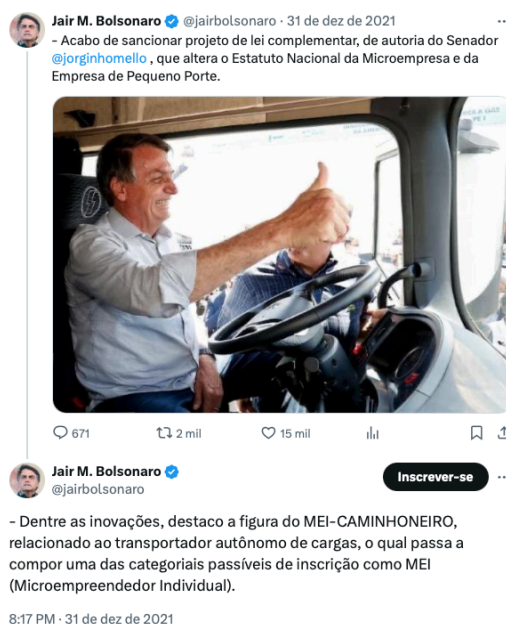 Jair M. Bolsonaro @jairbolsonaro · 31 de dez de 2021
- Acabo de sancionar projeto de lei complementar, de autoria do Senador
@jorginhomello , que altera o Estatuto Nacional da Microempresa e da
Empresa de Pequeno Porte.
671 2 mil 15 mil
Jair M. Bolsonaro
@jairbolsonaro
Inscrever-se
- Dentre as inovações, destaco a figura do MEI-CAMINHONEIRO,
relacionado ao transportador autônomo de cargas, o qual passa a
compor uma das categoriais passíveis de inscrição como MEI
(Microempreendedor Individual).
8:17 PM · 31 de dez de 2021